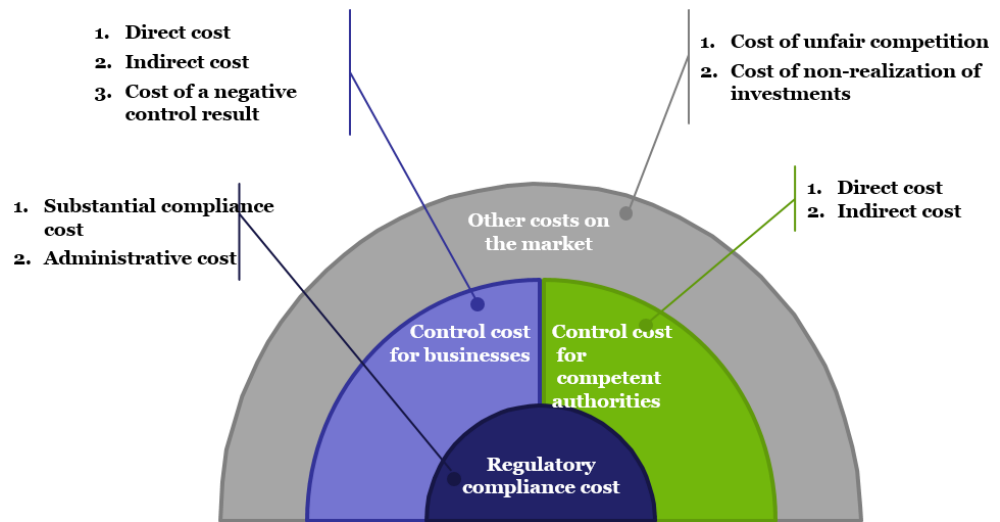 1. Direct cost
2. Indirect cost
3. Cost of a negative
control result
1. Cost of unfair competition
2. Cost of non-realization of
investments
1. Substantial compliance
cost
2. Administrative cost
1. Direct cost
2. Indirect cost
Other costs on
the market
Control cost
for businesses
Control cost
for
competent
authorities
Regulatory
compliance cost